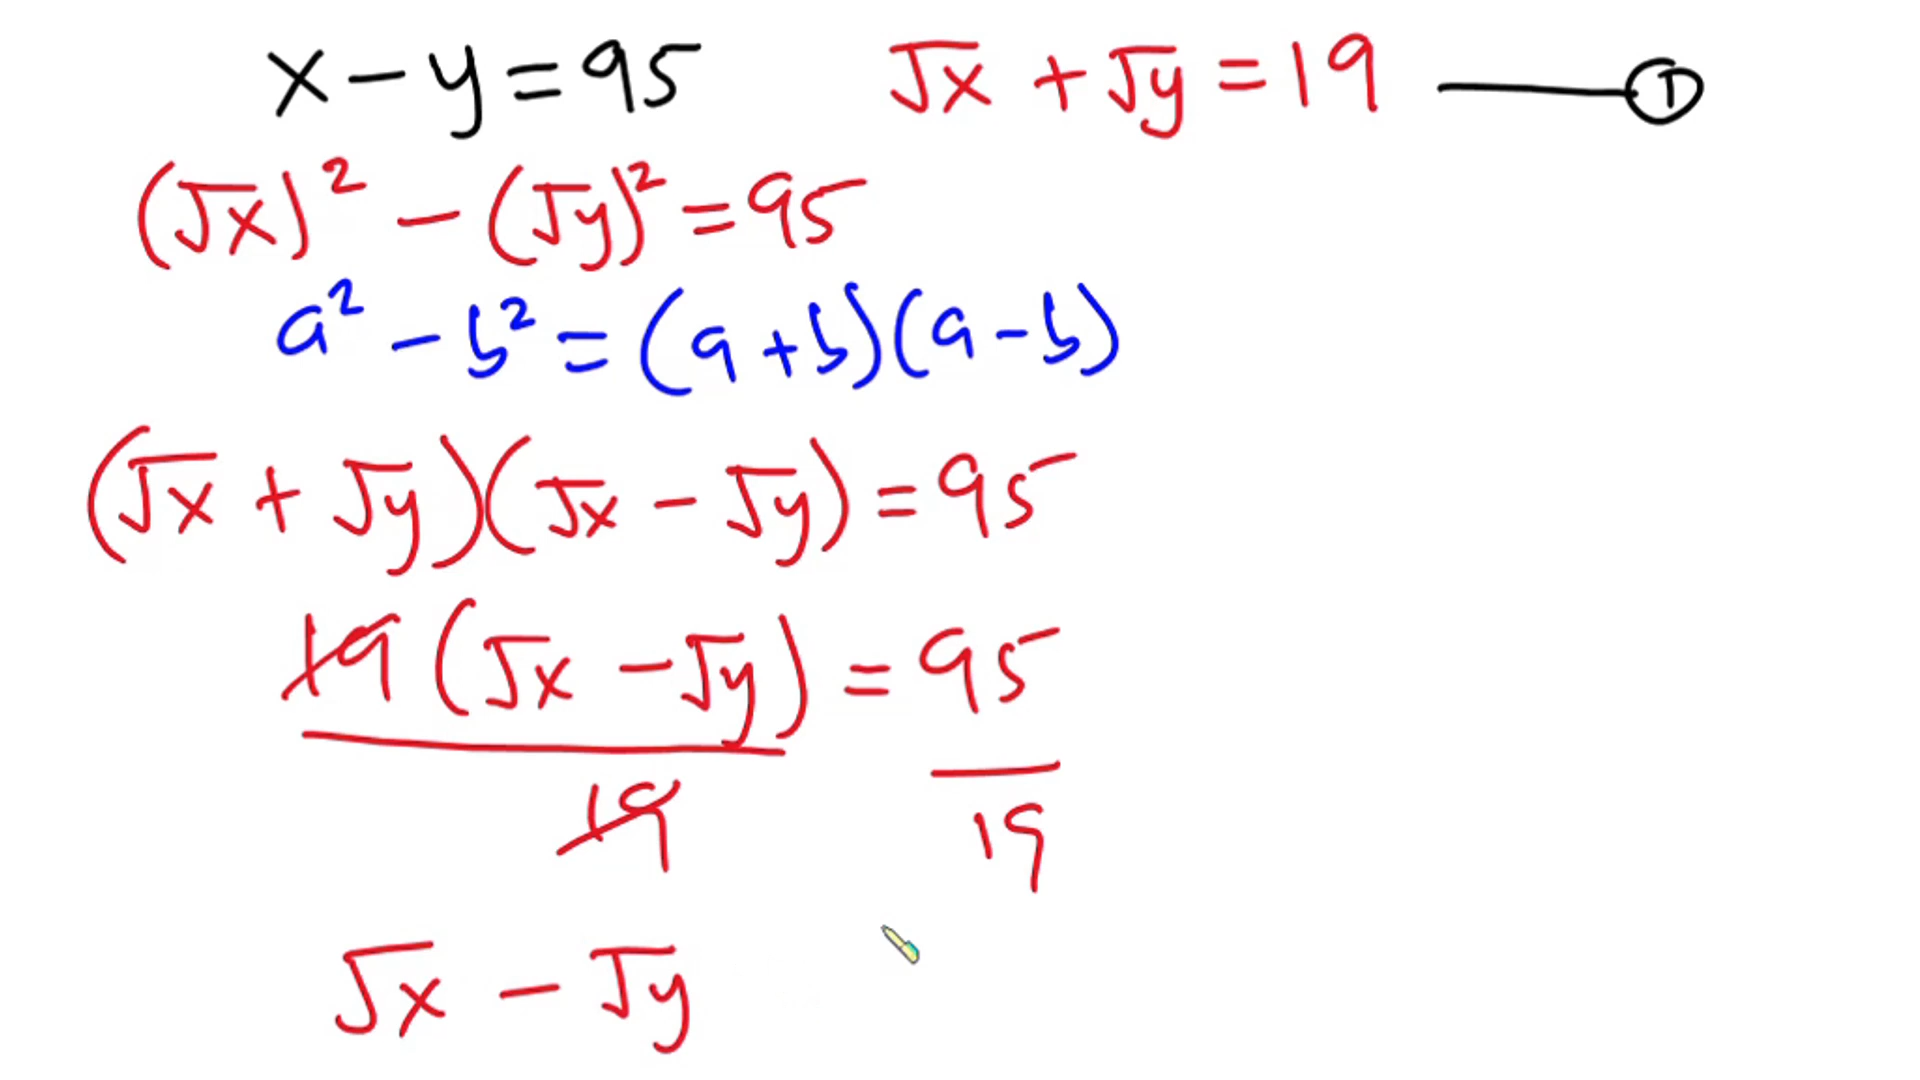 x - y = 95    √x + √y = 19 —— ①
(√x)² - (√y)² = 95
a² - b² = (a + b)(a - b)
(√x + √y)(√x - √y) = 95
19(√x - √y) = 95
19    19
√x - √y